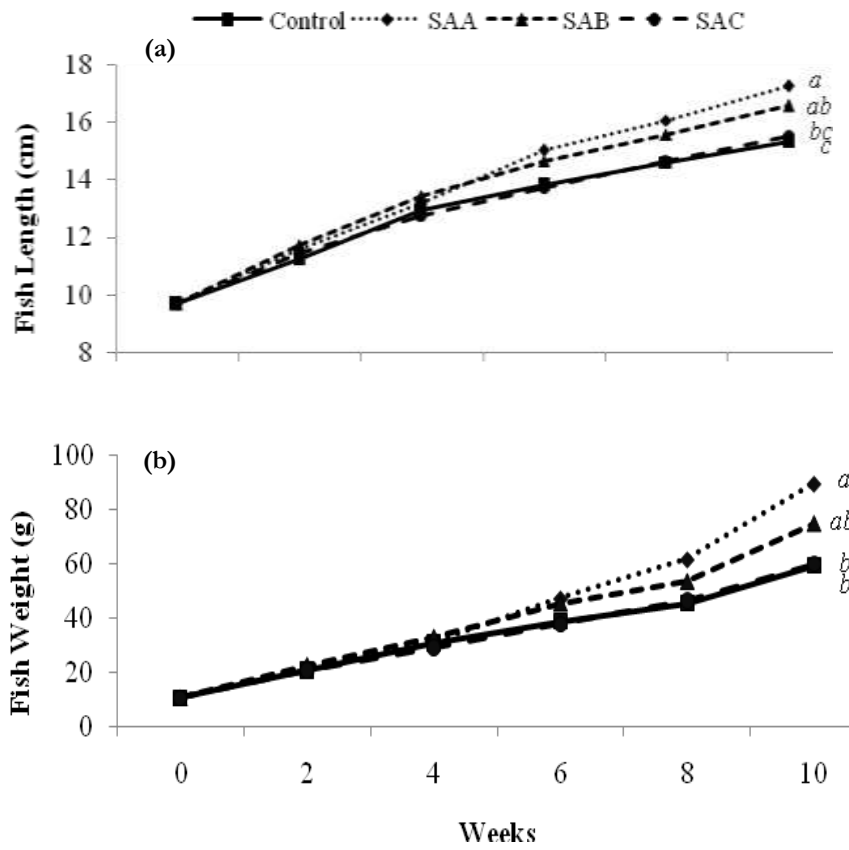 Control SAA SAB SAC
(a)
18
16
14
12
10
8
Fish Length (cm)
a
ab
bc
c
(b)
100
80
60
40
20
0
Fish Weight (g)
a
ab
b
b
0 2 4 6 8 10
Weeks